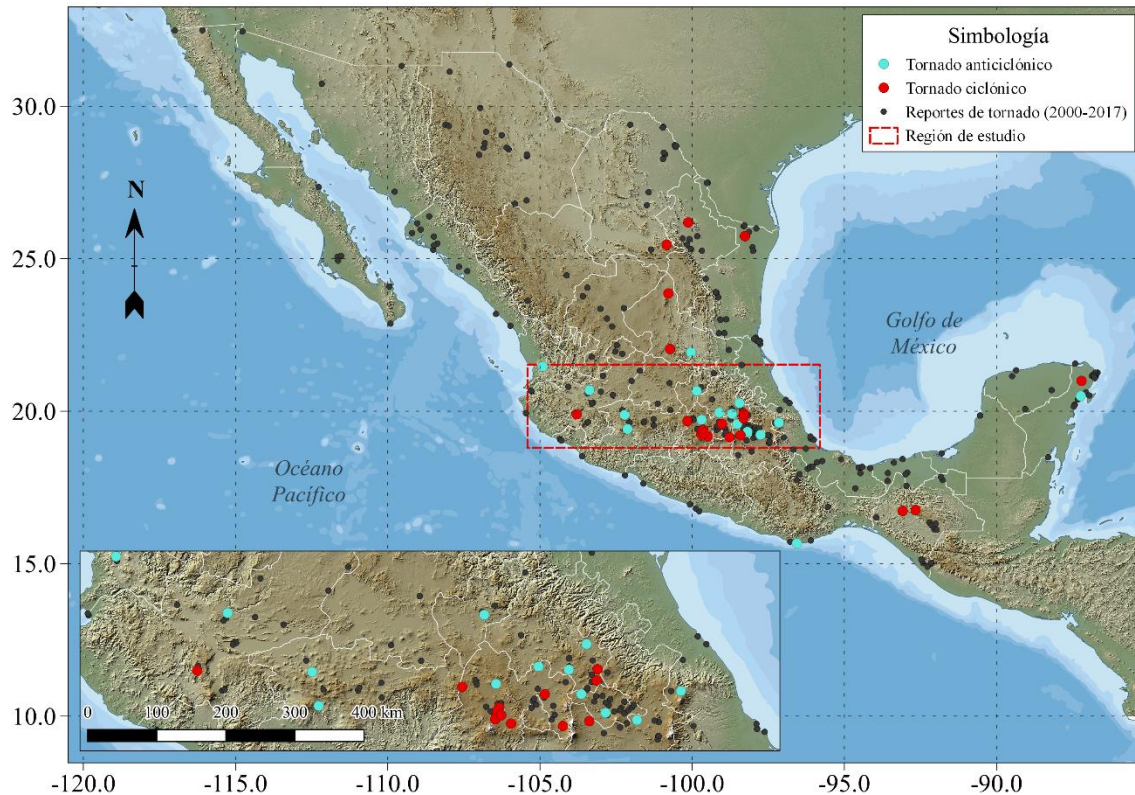 Simbología
Tornado anticiclónico
Tornado ciclónico
Reportes de tornado (2000-2017)
Región de estudio
30.0
N
25.0
Golfo de
México
20.0
Océano
Pacífico
15.0
0 100 200 300 400 km
10.0
-120.0 -115.0 -110.0 -105.0 -100.0 -95.0 -90.0